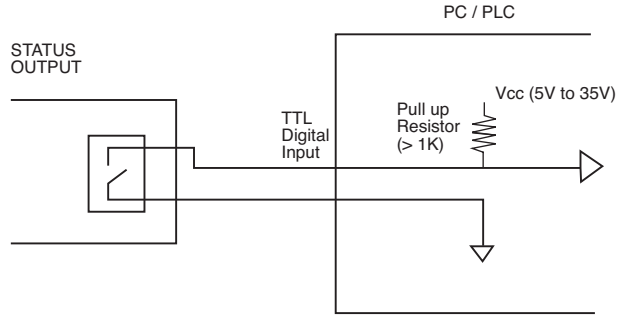 PC / PLC
STATUS
OUTPUT
Vcc (5V to 35V)
Pull up
Resistor
(> 1K)
TTL
Digital
Input